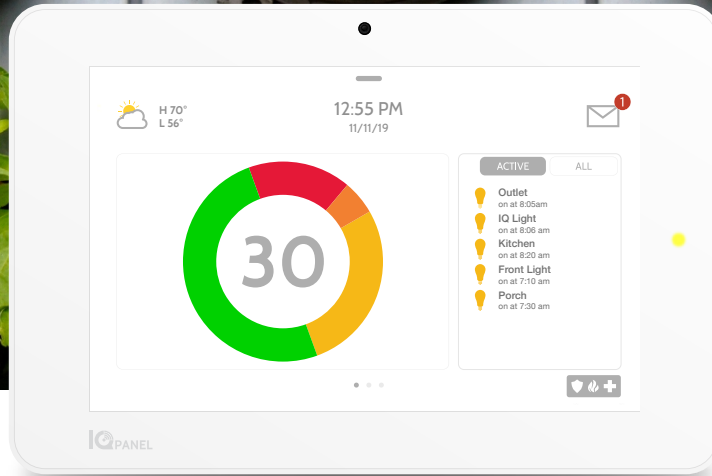 H 70°
L 56°
12:55 PM
11/11/19
1
ACTIVE
ALL
30
Outlet
on at 8:05am
IQ Light
on at 8:06 am
Kitchen
on at 8:20 am
Front Light
on at 7:10 am
Porch
on at 7:30 am
IQ PANEL